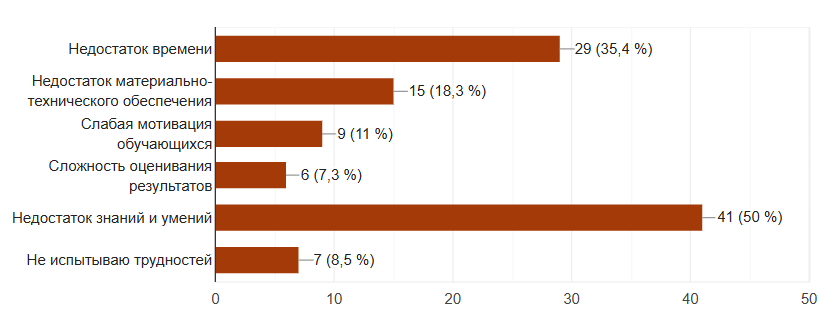 Недостаток времени
29 (35,4 %)
Недостаток материально-
технического обеспечения
15 (18,3 %)
Слабая мотивация
обучающихся
9 (11 %)
Сложность оценивания
результатов
6 (7,3 %)
Недостаток знаний и умений
41 (50 %)
Не испытываю трудностей
7 (8,5 %)
0 10 20 30 40 50